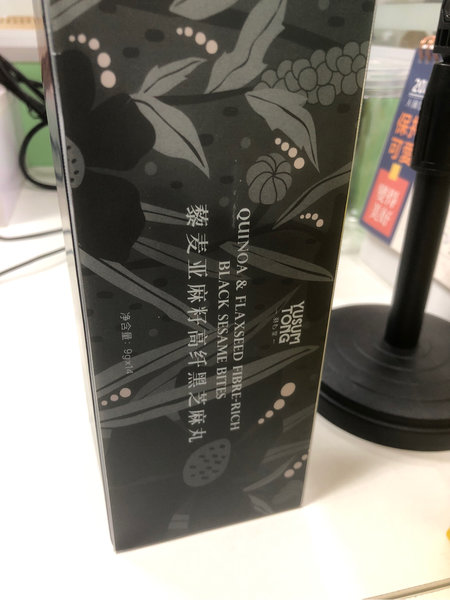 YUSUM
TONG
QUINOA & FLAXSEED FIBRE-RICH
BLACK SESAME BITES
藜麦亚麻籽高纤黑芝麻丸
净含量：9gx14